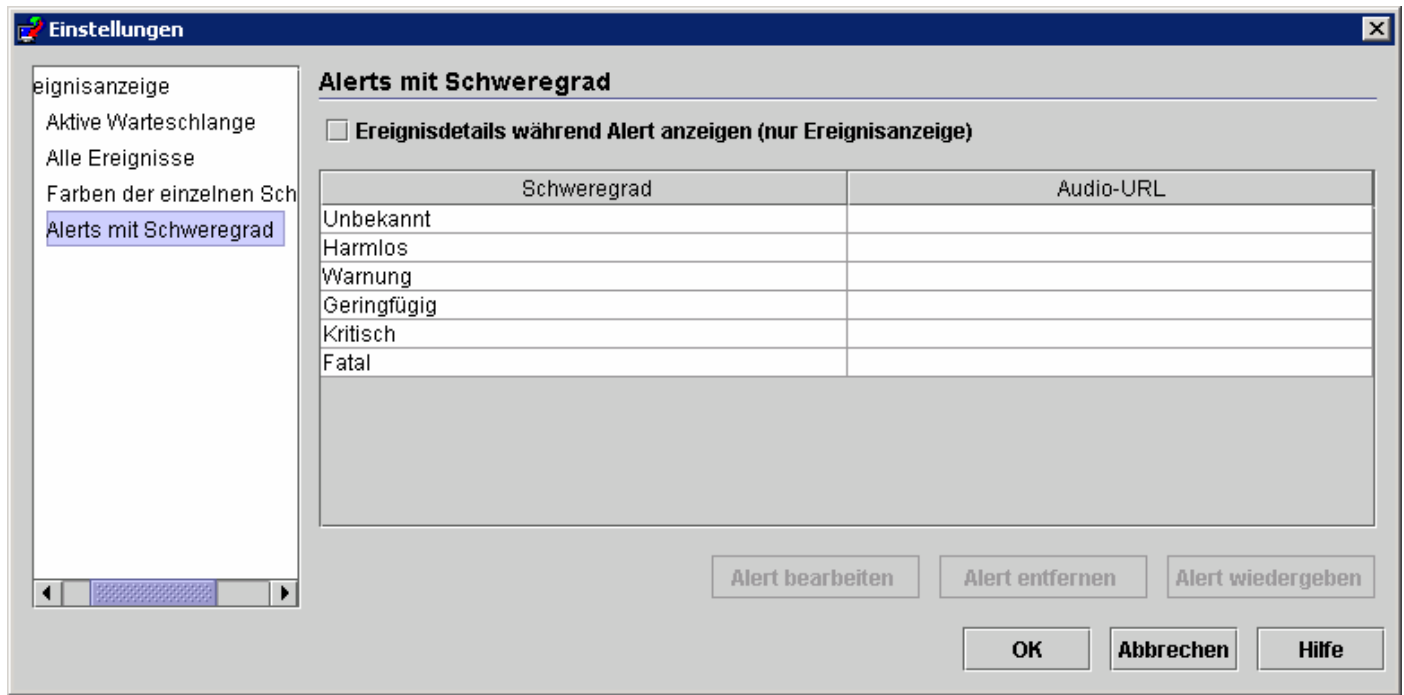 Einstellungen
eignisanzeige
Aktive Warteschlange
Alle Ereignisse
Farben der einzelnen Sch
Alerts mit Schweregrad
Alerts mit Schweregrad
Ereignisdetails während Alert anzeigen (nur Ereignisanzeige)
Schweregrad Audio-URL
Unbekannt
Harmlos
Warnung
Geringfügig
Kritisch
Fatal
Alert bearbeiten Alert entfernen Alert wiedergeben
OK Abbrechen Hilfe